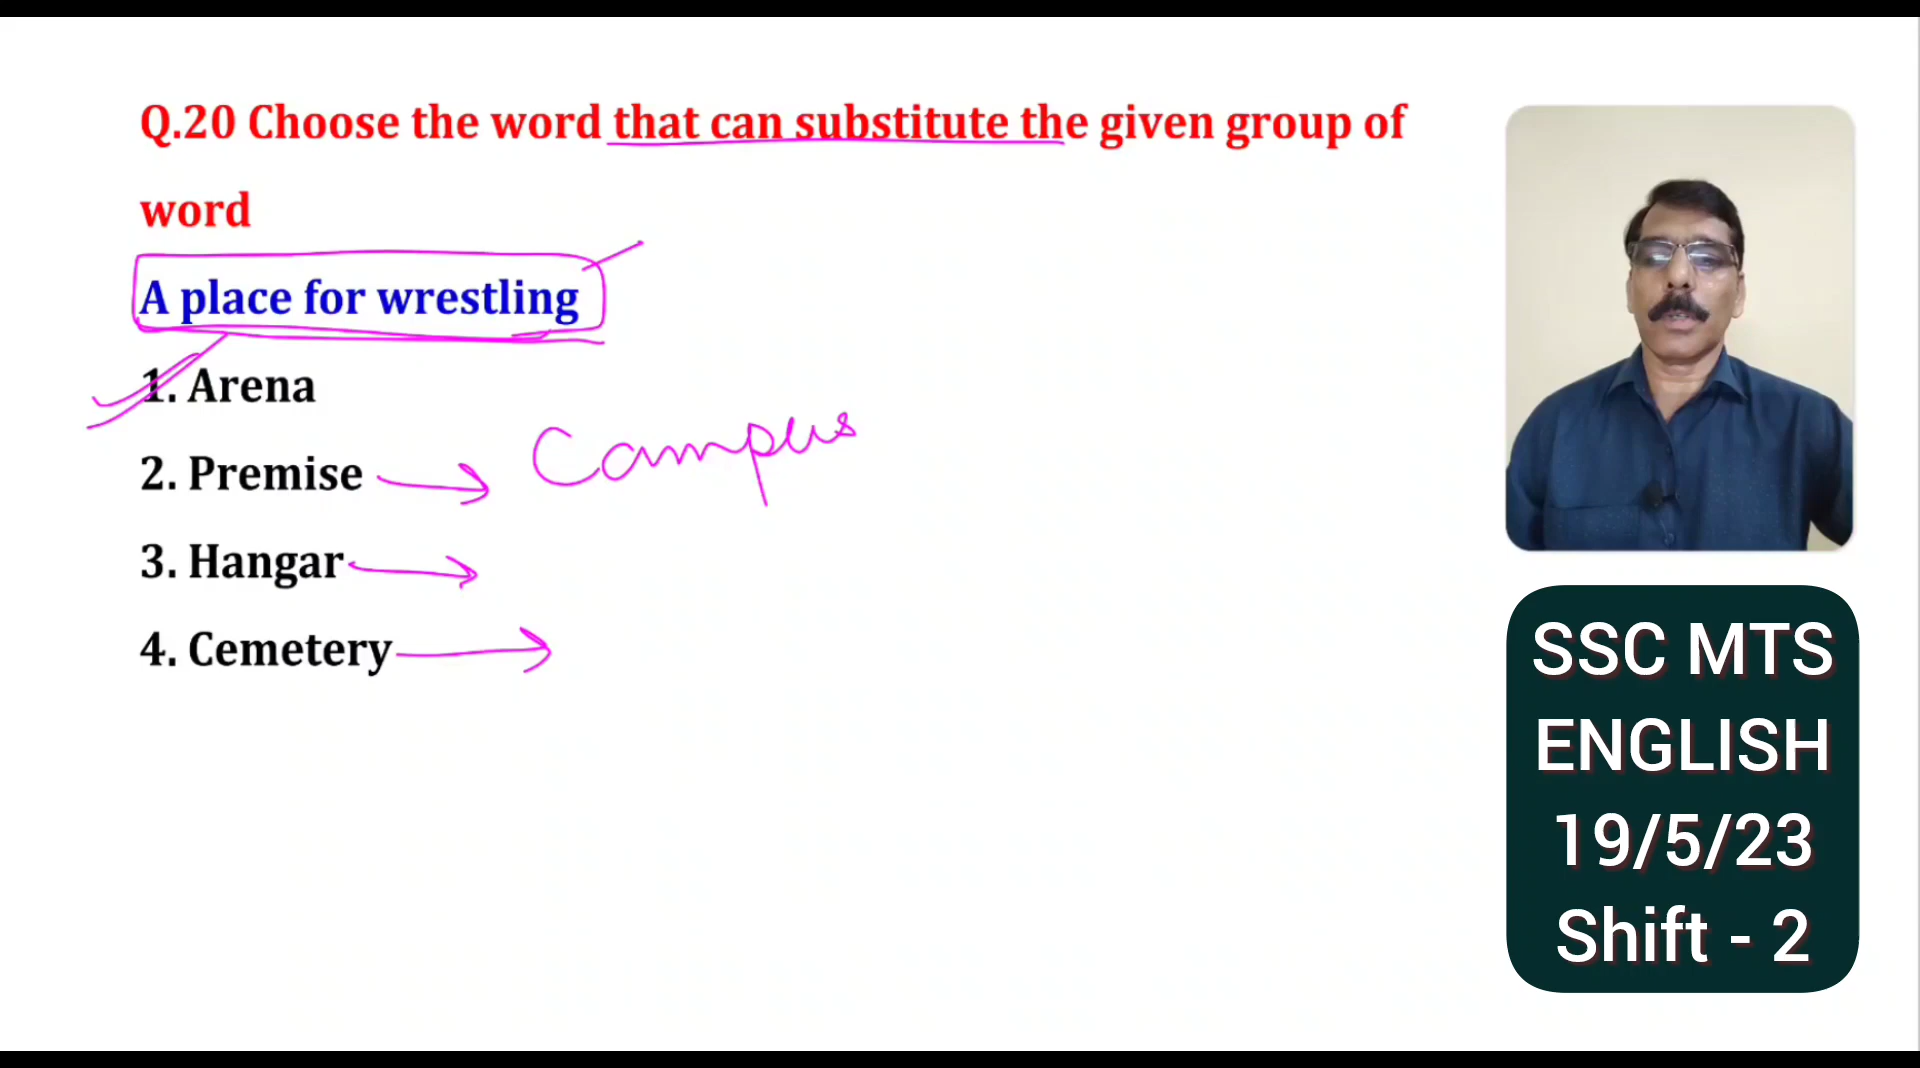 Q.20 Choose the word that can substitute the given group of
word
A place for wrestling
1. Arena
2. Premise
Campus
3. Hangar
4. Cemetery
SSC MTS
ENGLISH
19/5/23
Shift - 2